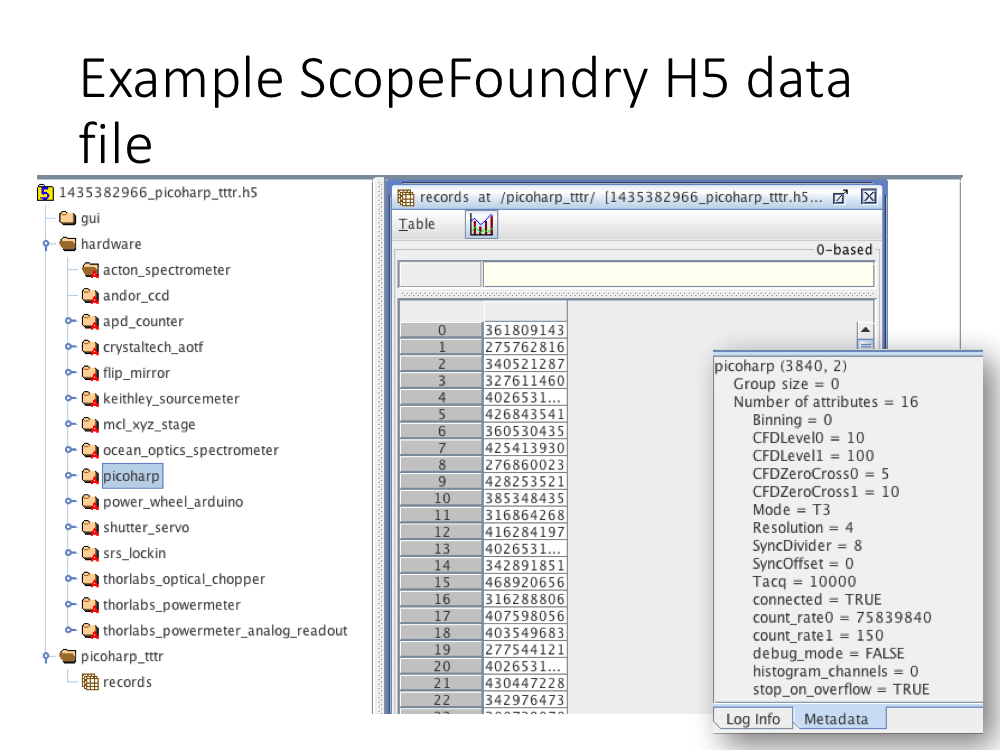 Example ScopeFoundry H5 data
file
1435382966_picoharp_tttr.h5
gui
hardware
acton_spectrometer
andor_ccd
apd_counter
crystaltech_aotf
flip_mirror
keithley_sourcemeter
mcl_xyz_stage
ocean_optics_spectrometer
picoharp
power_wheel_arduino
shutter_servo
srs_lockin
thorlabs_optical_chopper
thorlabs_powermeter
thorlabs_powermeter_analog_readout
picoharp_tttr
records
records at /picoharp_tttr/ [1435382966_picoharp_tttr.h5...
Table
0-based
0 361809143
1 275762816
2 340521287
3 327611460
4 4026531...
5 426843541
6 360530435
7 425413930
8 276860023
9 428253521
10 385348435
11 316864268
12 416284197
13 4026531...
14 342891851
15 468920656
16 316288806
17 407598056
18 403549683
19 277544121
20 4026531...
21 430447228
22 342976473
picoharp (3840, 2)
Group size = 0
Number of attributes = 16
Binning = 0
CFDLevel0 = 10
CFDLevel1 = 100
CFDZeroCross0 = 5
CFDZeroCross1 = 10
Mode = T3
Resolution = 4
SyncDivider = 8
SyncOffset = 0
Tacq = 10000
connected = TRUE
count_rate0 = 75839840
count_rate1 = 150
debug_mode = FALSE
histogram_channels = 0
stop_on_overflow = TRUE
Log Info Metadata